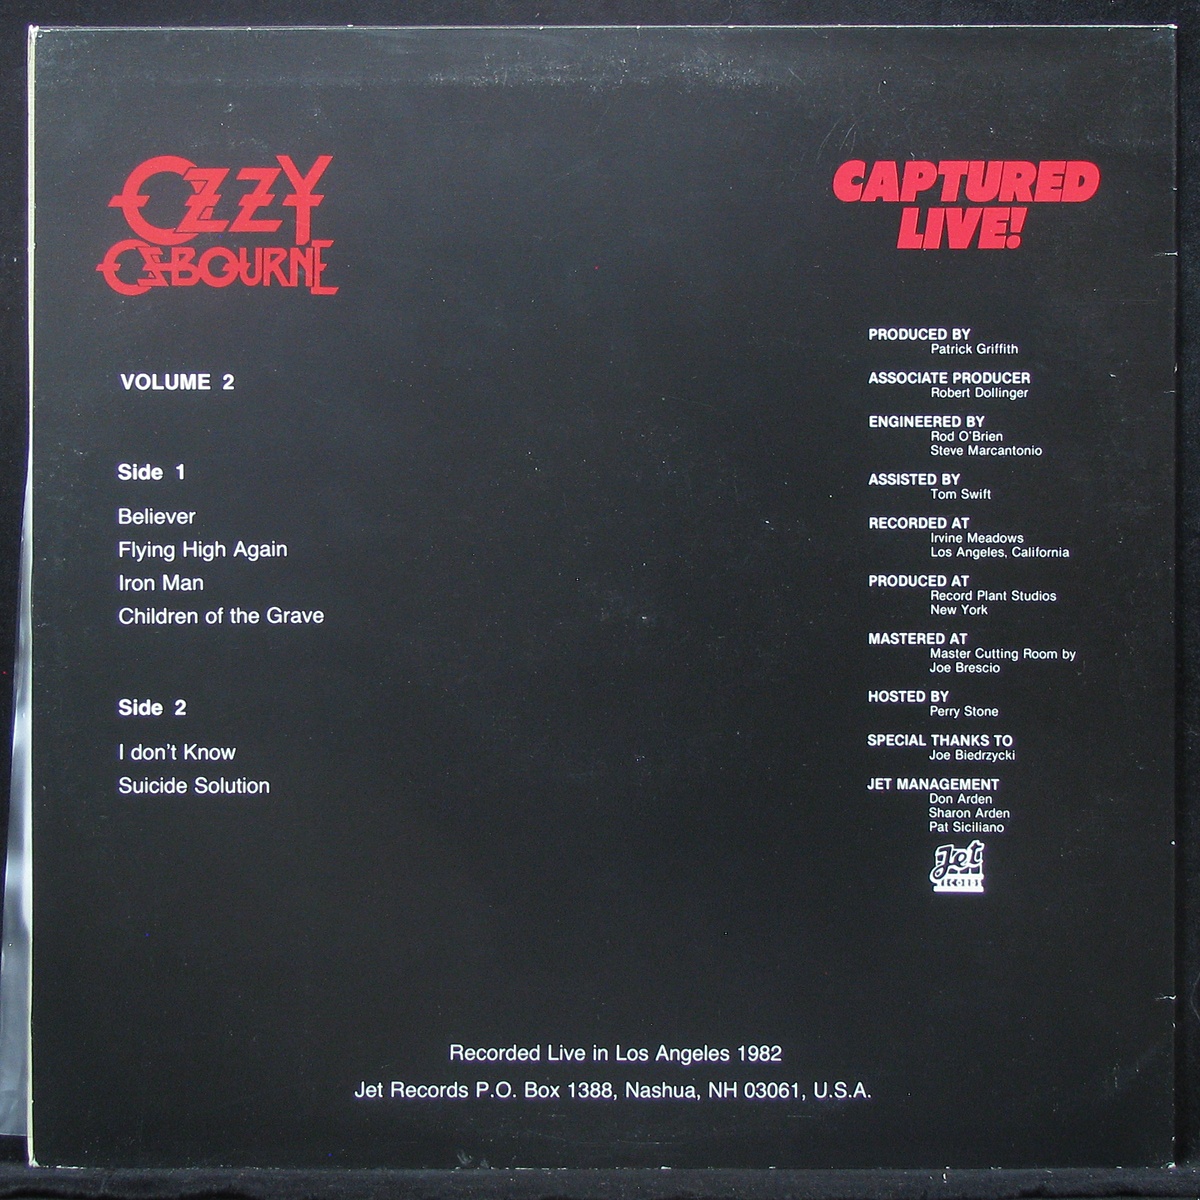 OZZY
OSBOURNE
VOLUME 2
Side 1
Believer
Flying High Again
Iron Man
Children of the Grave
Side 2
I don't Know
Suicide Solution
CAPTURED
LIVE!
PRODUCED BY
Patrick Griffith
ASSOCIATE PRODUCER
Robert Dollinger
ENGINEERED BY
Rod O'Brien
Steve Marcantonio
ASSISTED BY
Tom Swift
RECORDED AT
Irvine Meadows
Los Angeles, California
PRODUCED AT
Record Plant Studios
New York
MASTERED AT
Master Cutting Room by
Joe Brescio
HOSTED BY
Perry Stone
SPECIAL THANKS TO
Joe Biedrzycki
JET MANAGEMENT
Don Arden
Sharon Arden
Pat Siciliano
Jet
RECORDS
Recorded Live in Los Angeles 1982
Jet Records P.O. Box 1388, Nashua, NH 03061, U.S.A.